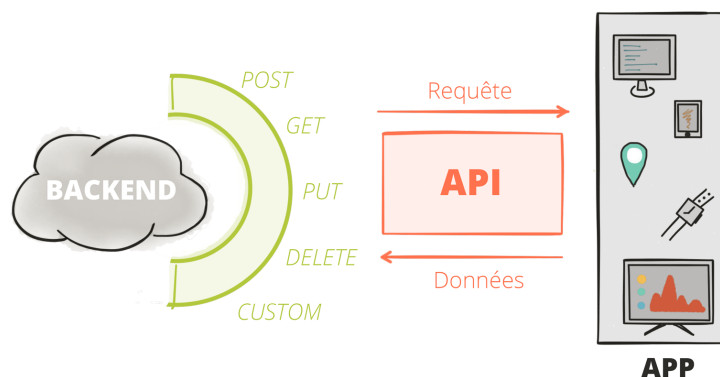 BACKEND
POST
GET
PUT
DELETE
CUSTOM
Requête
API
Données
APP